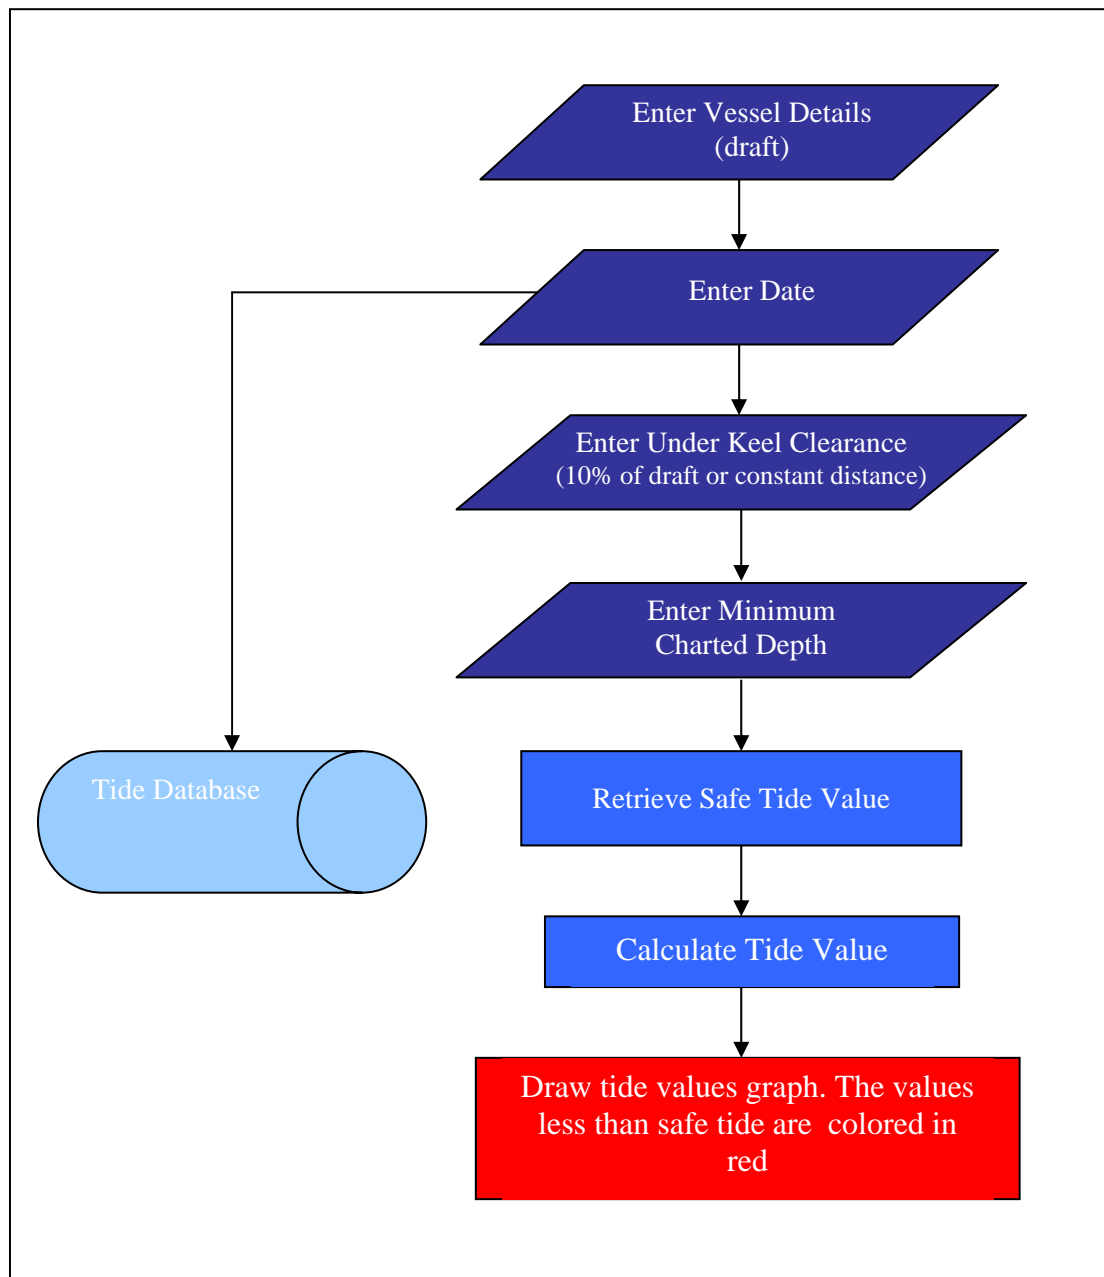 Enter Vessel Details
(draft)
Enter Date
Enter Under Keel Clearance
(10% of draft or constant distance)
Enter Minimum
Charted Depth
Tide Database
Retrieve Safe Tide Value
Calculate Tide Value
Draw tide values graph. The values
less than safe tide are  colored in
red